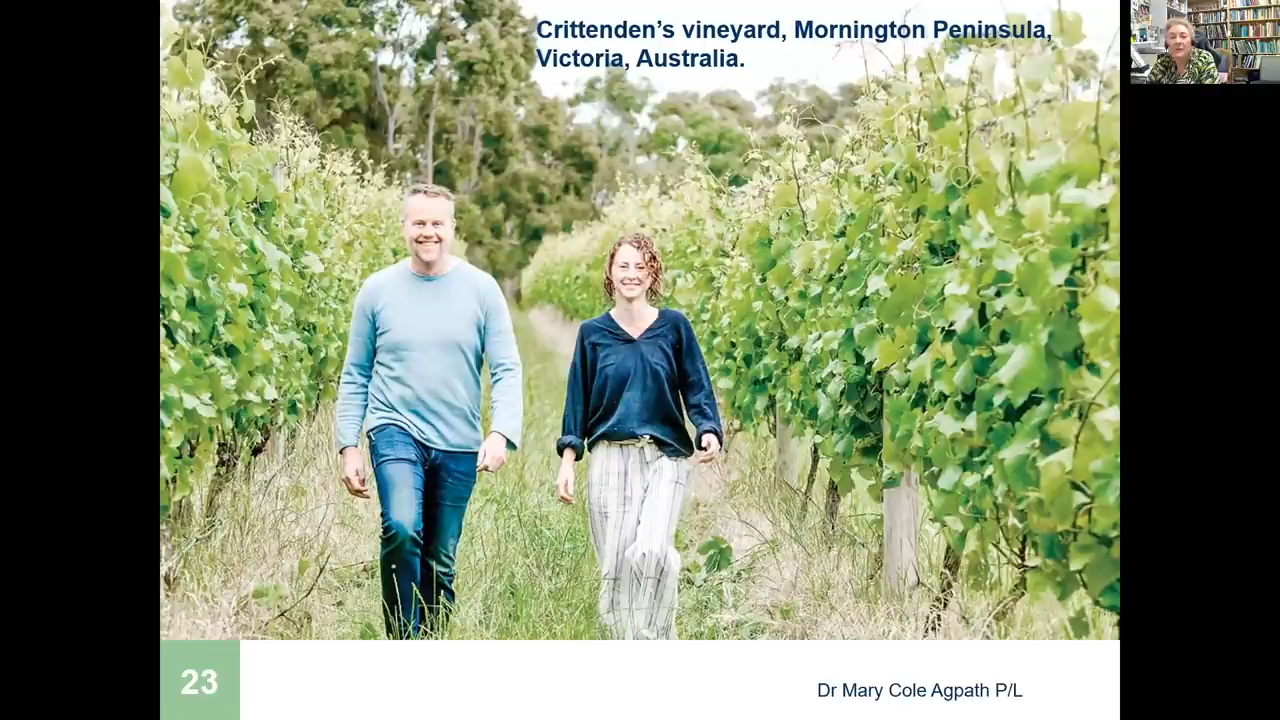 Crittenden’s vineyard, Mornington Peninsula,
Victoria, Australia.
23
Dr Mary Cole Agpath P/L